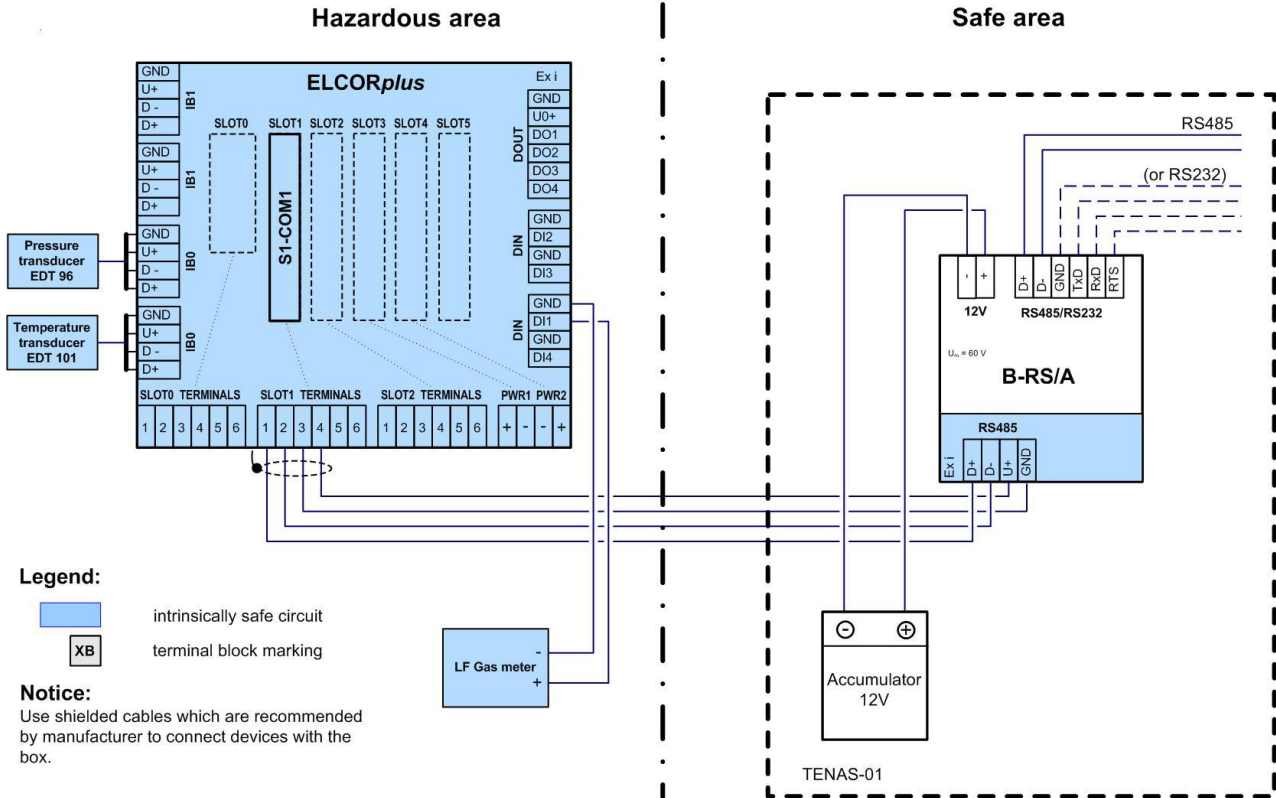 Hazardous area
Safe area
ELCORplus
Ex i
GND
U+
D -
D+
IB1
GND
U+
D -
D+
IB1
GND
U+
D -
D+
IB0
GND
U+
D -
D+
IB0
Pressure
transducer
EDT 96
Temperature
transducer
EDT 101
SLOT0
SLOT1
SLOT2
SLOT3
SLOT4
SLOT5
S1-COM1
DOUT
GND
U0+
DO1
DO2
DO3
DO4
DIN
GND
DI2
GND
DI3
DIN
GND
DI1
GND
DI4
SLOT0 TERMINALS
SLOT1 TERMINALS
SLOT2 TERMINALS
PWR1 PWR2
1 2 3 4 5 6
1 2 3 4 5 6
1 2 3 4 5 6
+ - - +
RS485
(or RS232)
- +
12V
D+ D- GND TxD RxD RTS
RS485/RS232
Um = 60 V
B-RS/A
RS485
Ex i
D+ D- U+ GND
Legend:
intrinsically safe circuit
XB
terminal block marking
Notice:
Use shielded cables which are recommended
by manufacturer to connect devices with the
box.
LF Gas meter
-
+
- +
Accumulator
12V
TENAS-01